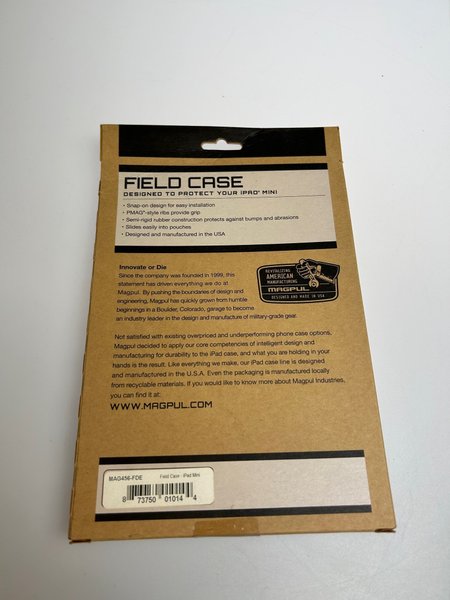 FIELD CASE
DESIGNED TO PROTECT YOUR iPAD® MINI
• Snap-on design for easy installation
• PMAG®-style ribs provide grip
• Semi-rigid rubber construction protects against bumps and abrasions
• Slides easily into pouches
• Designed and manufactured in the USA
Innovate or Die
Since the company was founded in 1999, this
statement has driven everything we do at
Magpul. By pushing the boundaries of design and
engineering, Magpul has quickly grown from humble
beginnings in a Boulder, Colorado, garage to become
an industry leader in the design and manufacture of military-grade gear.
REVITALIZING
AMERICAN
MANUFACTURING
MAGPUL
DESIGNED AND MADE IN USA
Not satisfied with existing overpriced and underperforming phone case options,
Magpul decided to apply our core competencies of intelligent design and
manufacturing for durability to the iPad case, and what you are holding in your
hands is the result. Like everything we make, our iPad case line is designed
and manufactured in the U.S.A. Even the packaging is manufactured locally
from recyclable materials. If you would like to know more about Magpul Industries,
you can find it at:
WWW.MAGPUL.COM
MAG456-FDE Field Case - iPad Mini
8 73750 01014 4